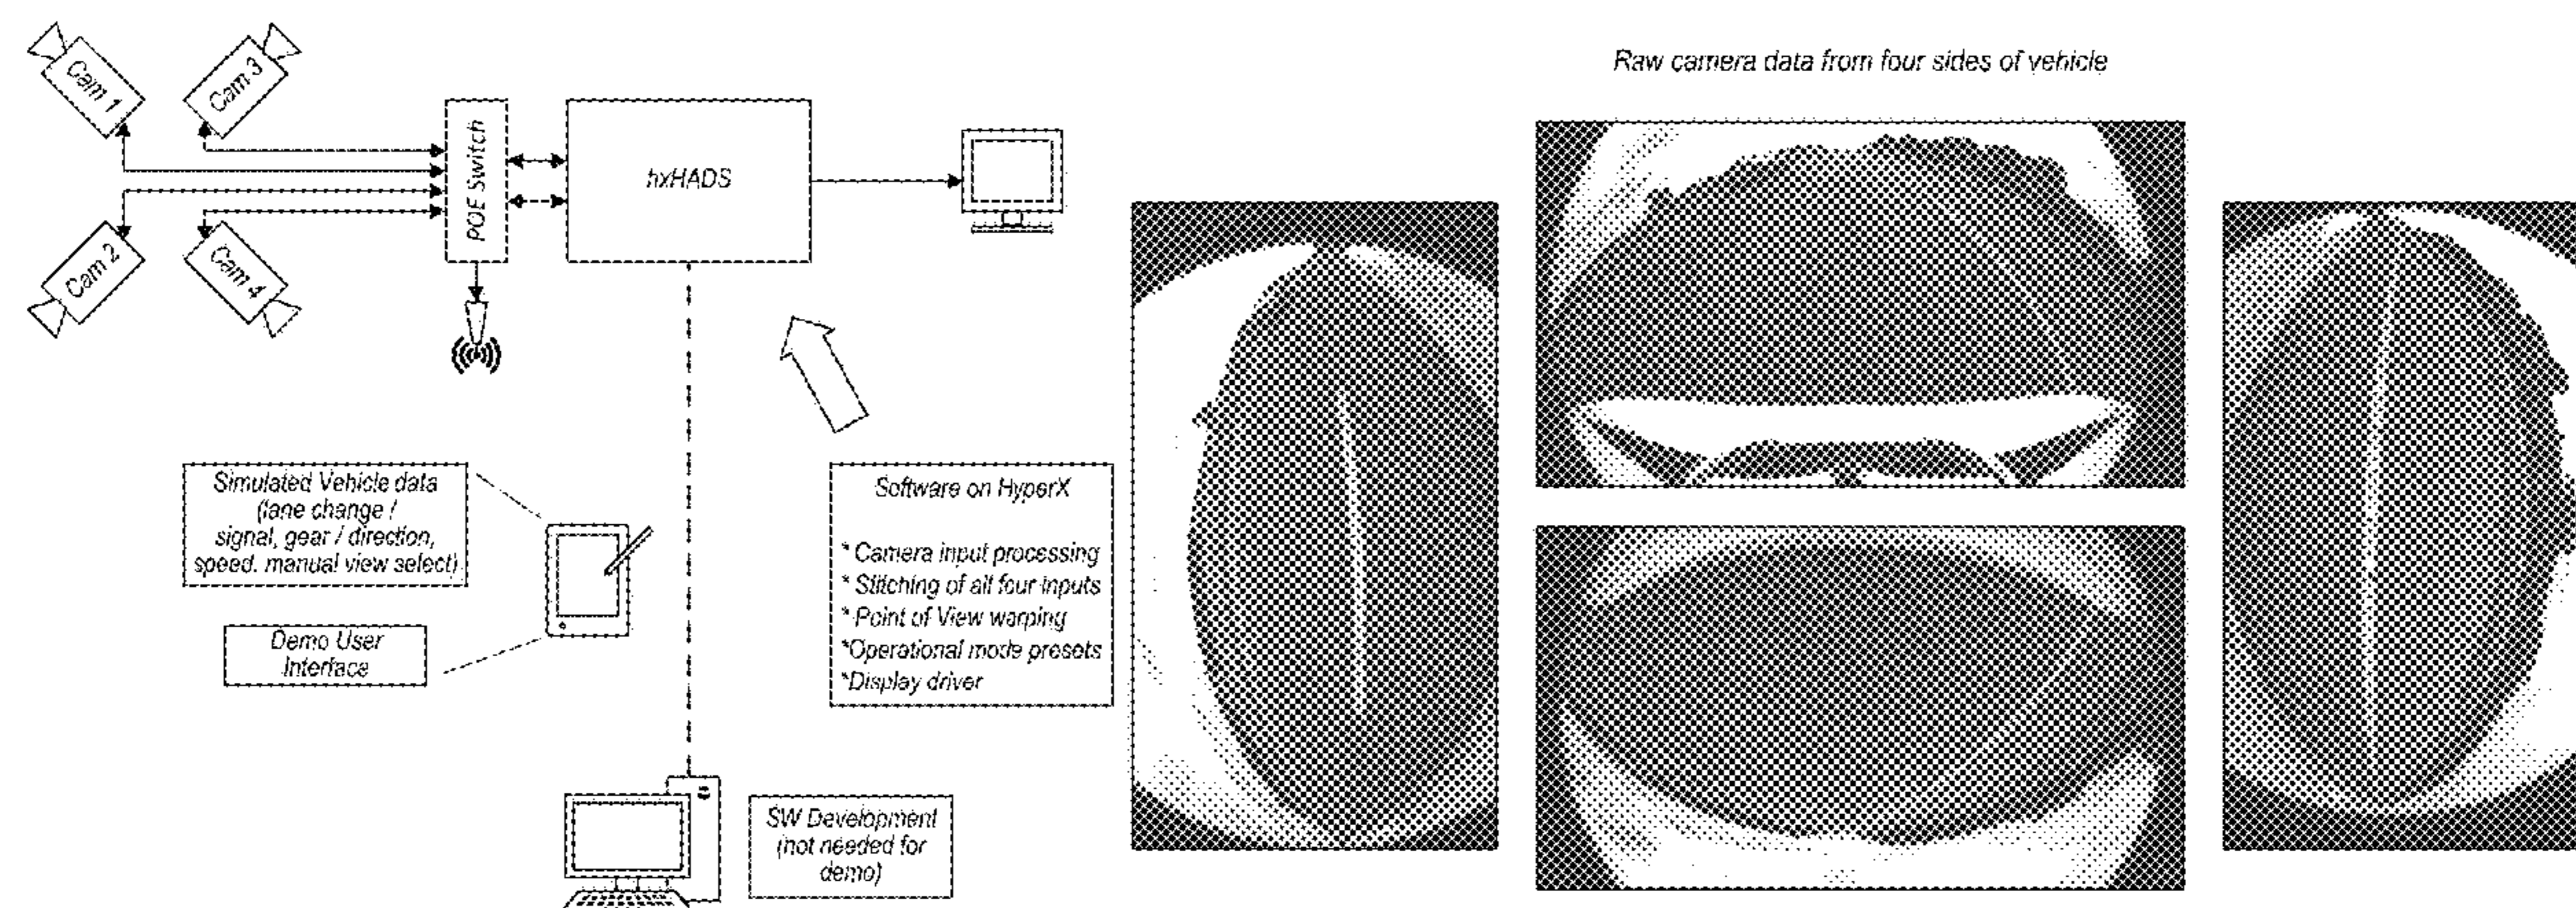 Raw camera data from four sides of vehicle
Cam 1
Cam 3
Cam 2
Cam 4
POE Switch
hxHADS
Simulated Vehicle data
(lane change /
signal, gear / direction,
speed. manual view select)
Demo User
Interface
Software on HyperX
* Camera input processing
* Stitching of all four inputs
* Point of View warping
*Operational mode presets
*Display driver
SW Development
(not needed for
demo)